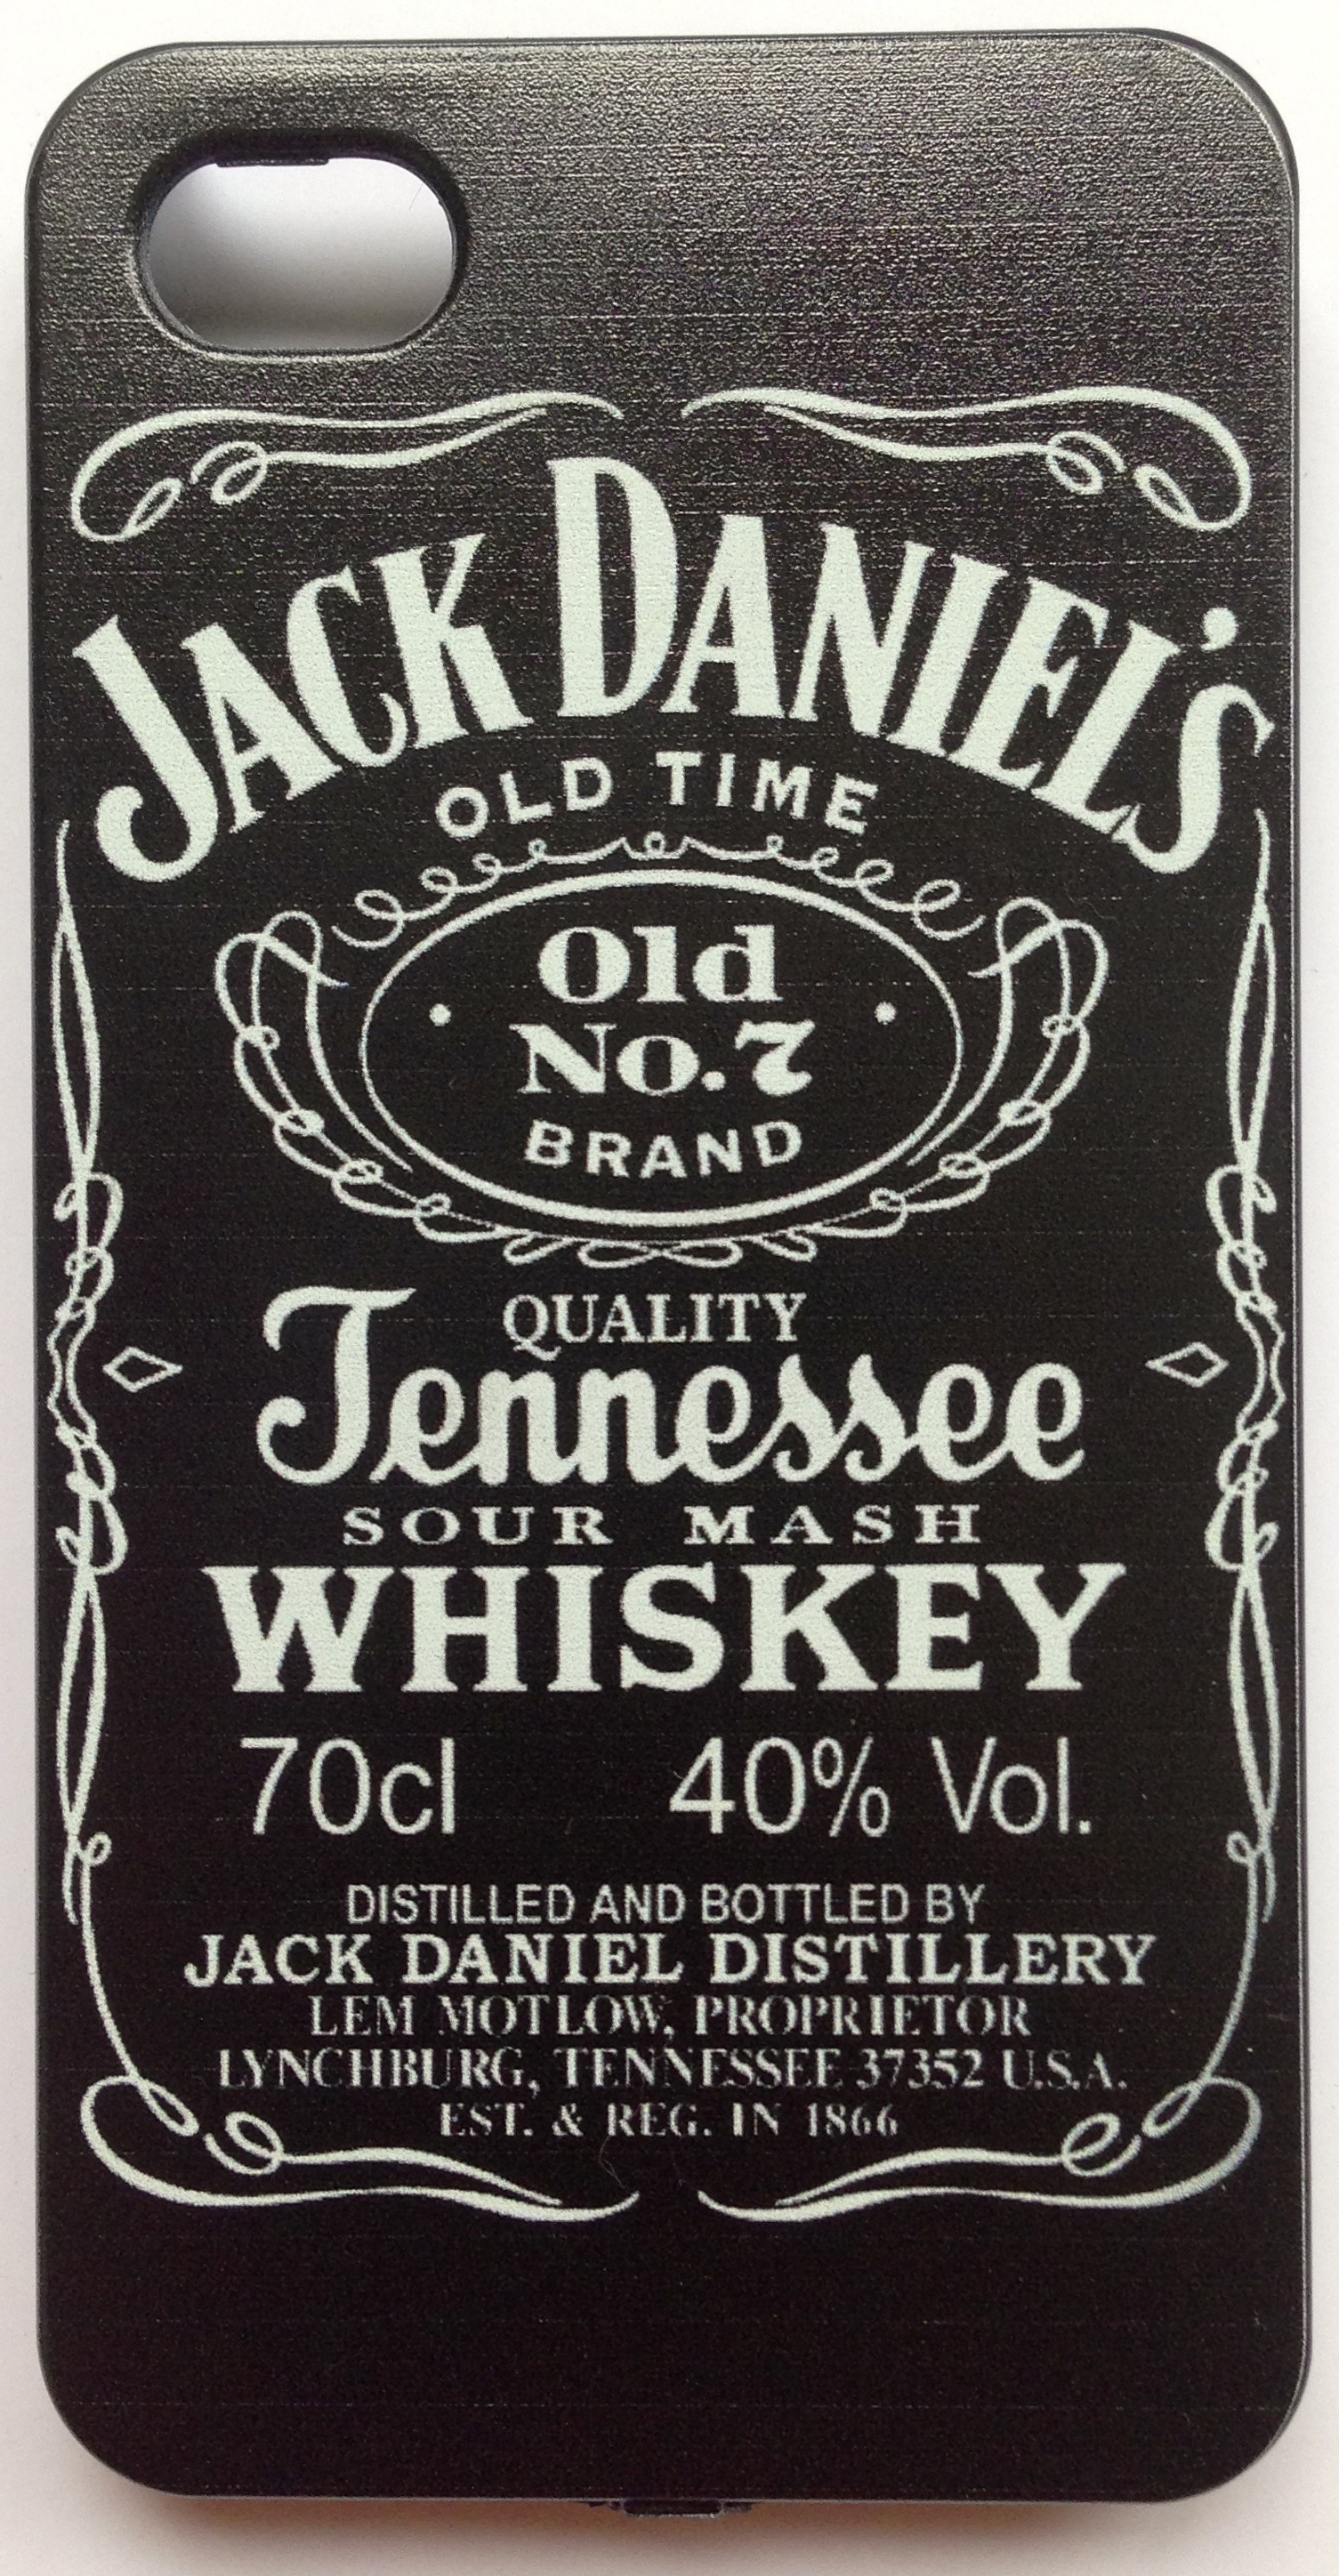 JACK DANIEL'S
OLD TIME
Old
No.7
BRAND
QUALITY
Tennessee
SOUR MASH
WHISKEY
70cl 40% Vol.
DISTILLED AND BOTTLED BY
JACK DANIEL DISTILLERY
LEM MOTLOW, PROPRIETOR
LYNCHBURG, TENNESSEE 37352 U.S.A.
EST. & REG. IN 1866